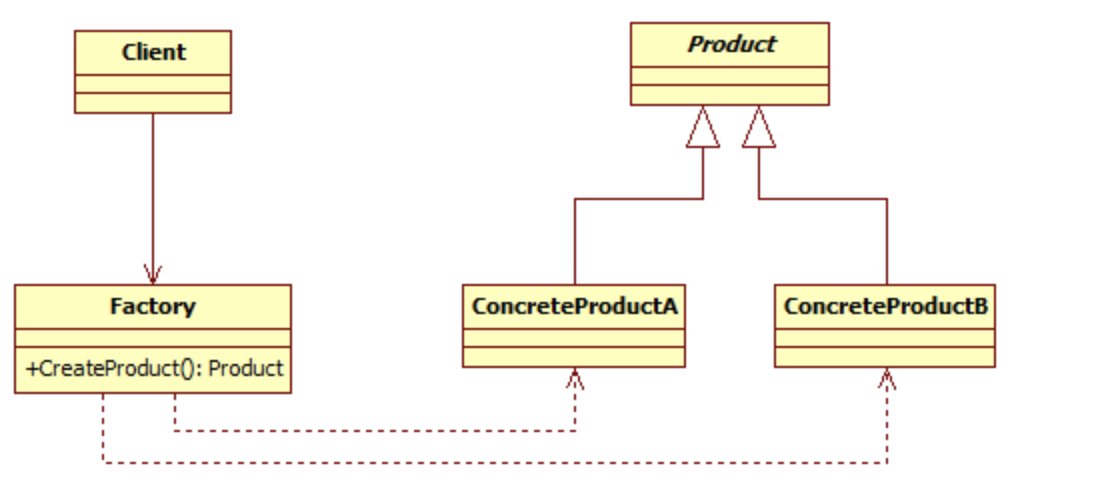 Client
Product
Factory
+CreateProduct(): Product
ConcreteProductA
ConcreteProductB